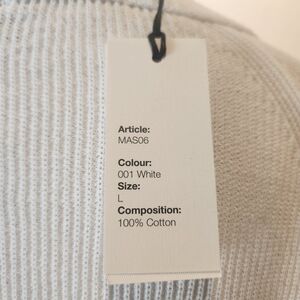 Article:
MAS06
Colour:
001 White
Size:
L
Composition:
100% Cotton